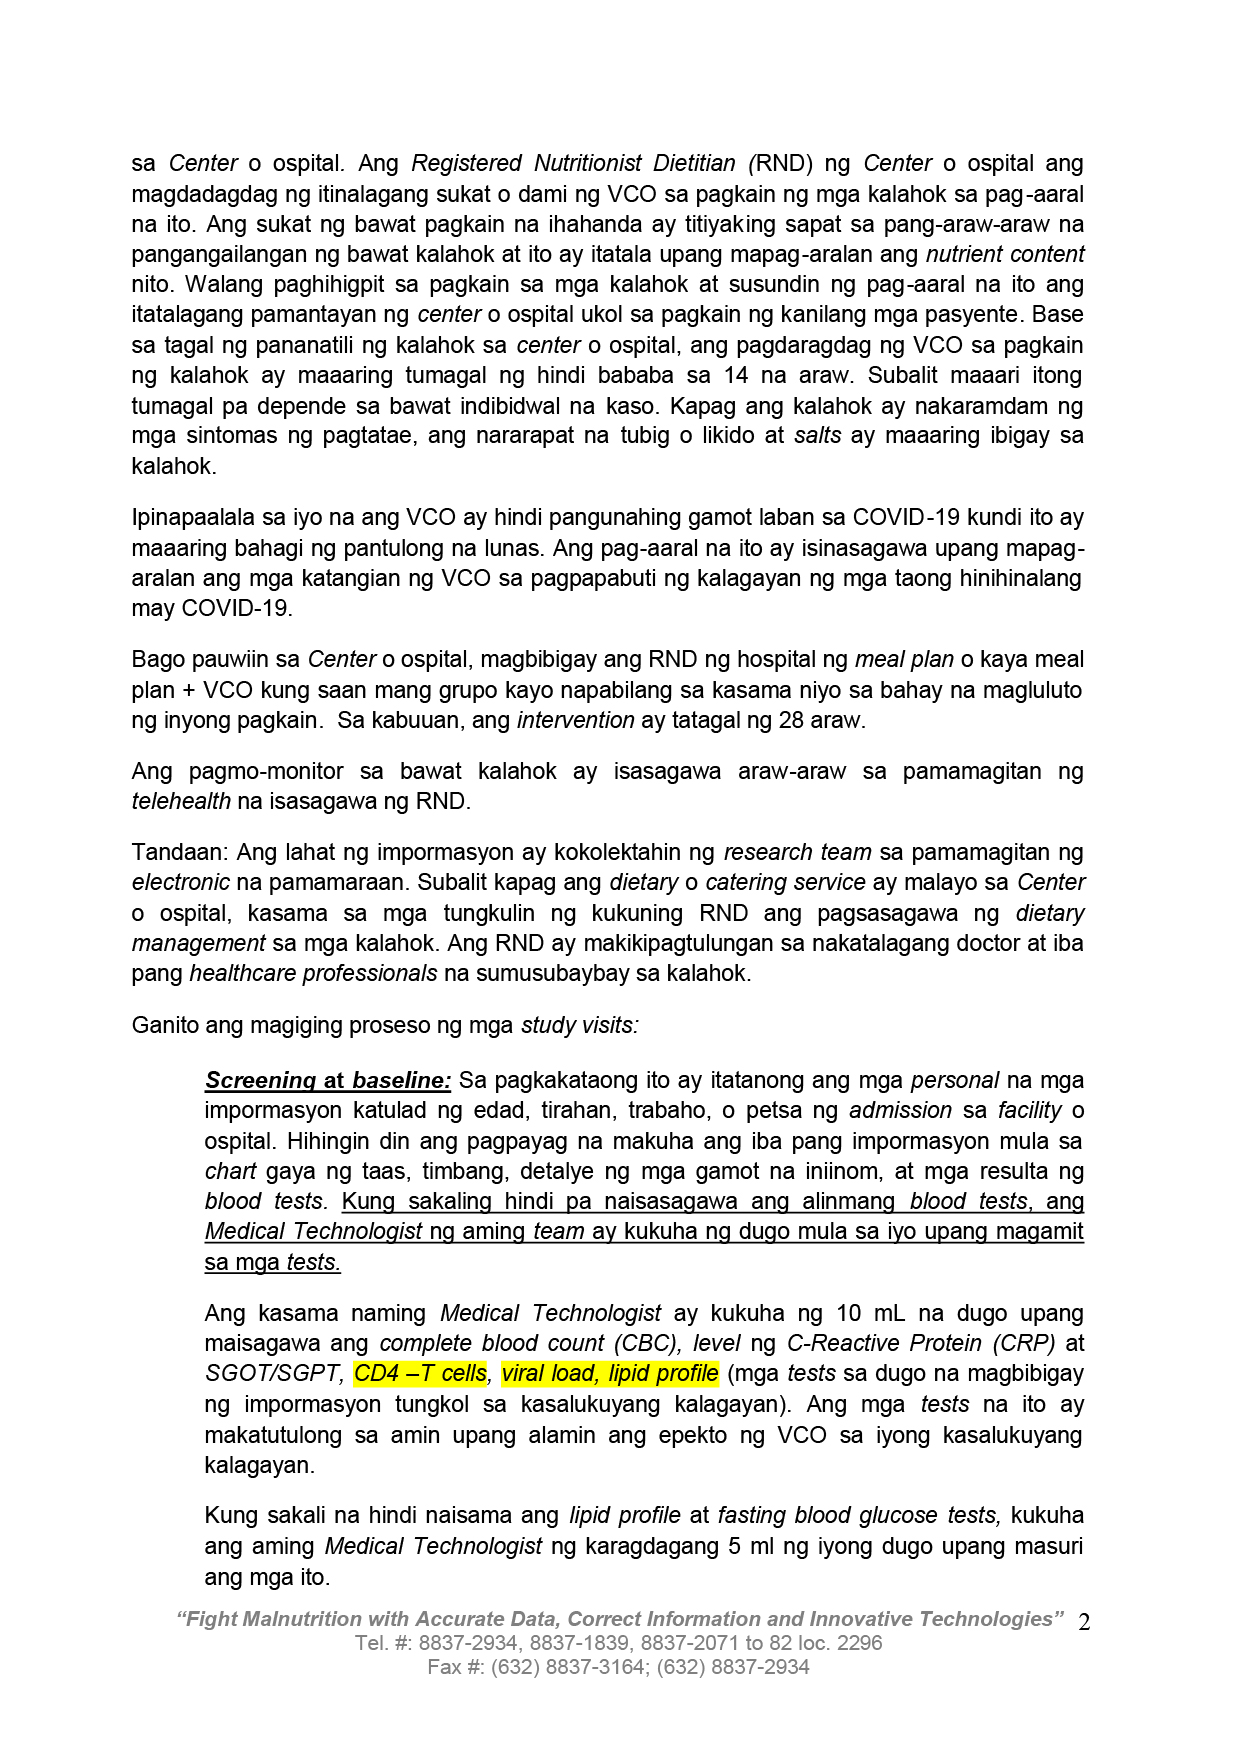 sa Center o ospital. Ang Registered Nutritionist Dietitian (RND) ng Center o ospital ang
magdadagdag ng itinalagang sukat o dami ng VCO sa pagkain ng mga kalahok sa pag-aaral
na ito. Ang sukat ng bawat pagkain na ihahanda ay titiyaking sapat sa pang-araw-araw na
pangangailangan ng bawat kalahok at ito ay itatala upang mapag-aralan ang nutrient content
nito. Walang paghihigpit sa pagkain sa mga kalahok at susundin ng pag-aaral na ito ang
itatalagang pamantayan ng center o ospital ukol sa pagkain ng kanilang mga pasyente. Base
sa tagal ng pananatili ng kalahok sa center o ospital, ang pagdaragdag ng VCO sa pagkain
ng kalahok ay maaaring tumagal ng hindi bababa sa 14 na araw. Subalit maaari itong
tumagal pa depende sa bawat indibidwal na kaso. Kapag ang kalahok ay nakaramdam ng
mga sintomas ng pagtatae, ang nararapat na tubig o likido at salts ay maaaring ibigay sa
kalahok.
Ipinapaalala sa iyo na ang VCO ay hindi pangunahing gamot laban sa COVID-19 kundi ito ay
maaaring bahagi ng pantulong na lunas. Ang pag-aaral na ito ay isinasagawa upang mapag-
aralan ang mga katangian ng VCO sa pagpapabuti ng kalagayan ng mga taong hinihinalang
may COVID-19.
Bago pauwiin sa Center o ospital, magbibigay ang RND ng hospital ng meal plan o kaya meal
plan + VCO kung saan mang grupo kayo napabilang sa kasama niyo sa bahay na magluluto
ng inyong pagkain. Sa kabuuan, ang intervention ay tatagal ng 28 araw.
Ang pagmo-monitor sa bawat kalahok ay isasagawa araw-araw sa pamamagitan ng
telehealth na isasagawa ng RND.
Tandaan: Ang lahat ng impormasyon ay kokolektahin ng research team sa pamamagitan ng
electronic na pamamaraan. Subalit kapag ang dietary o catering service ay malayo sa Center
o ospital, kasama sa mga tungkulin ng kukuning RND ang pagsasagawa ng dietary
management sa mga kalahok. Ang RND ay makikipagtulungan sa nakatalagang doctor at iba
pang healthcare professionals na sumusubaybay sa kalahok.
Ganito ang magiging proseso ng mga study visits:
Screening at baseline: Sa pagkakataong ito ay itatanong ang mga personal na mga
impormasyon katulad ng edad, tirahan, trabaho, o petsa ng admission sa facility o
ospital. Hihingin din ang pagpayag na makuha ang iba pang impormasyon mula sa
chart gaya ng taas, timbang, detalye ng mga gamot na iniinom, at mga resulta ng
blood tests. Kung sakaling hindi pa naisasagawa ang alinmang blood tests, ang
Medical Technologist ng aming team ay kukuha ng dugo mula sa iyo upang magamit
sa mga tests.
Ang kasama naming Medical Technologist ay kukuha ng 10 mL na dugo upang
maisagawa ang complete blood count (CBC), level ng C-Reactive Protein (CRP) at
SGOT/SGPT, CD4 –T cells, viral load, lipid profile (mga tests sa dugo na magbibigay
ng impormasyon tungkol sa kasalukuyang kalagayan). Ang mga tests na ito ay
makatutulong sa amin upang alamin ang epekto ng VCO sa iyong kasalukuyang
kalagayan.
Kung sakali na hindi naisama ang lipid profile at fasting blood glucose tests, kukuha
ang aming Medical Technologist ng karagdagang 5 ml ng iyong dugo upang masuri
ang mga ito.
“Fight Malnutrition with Accurate Data, Correct Information and Innovative Technologies” 2
Tel. #: 8837-2934, 8837-1839, 8837-2071 to 82 loc. 2296
Fax #: (632) 8837-3164; (632) 8837-2934